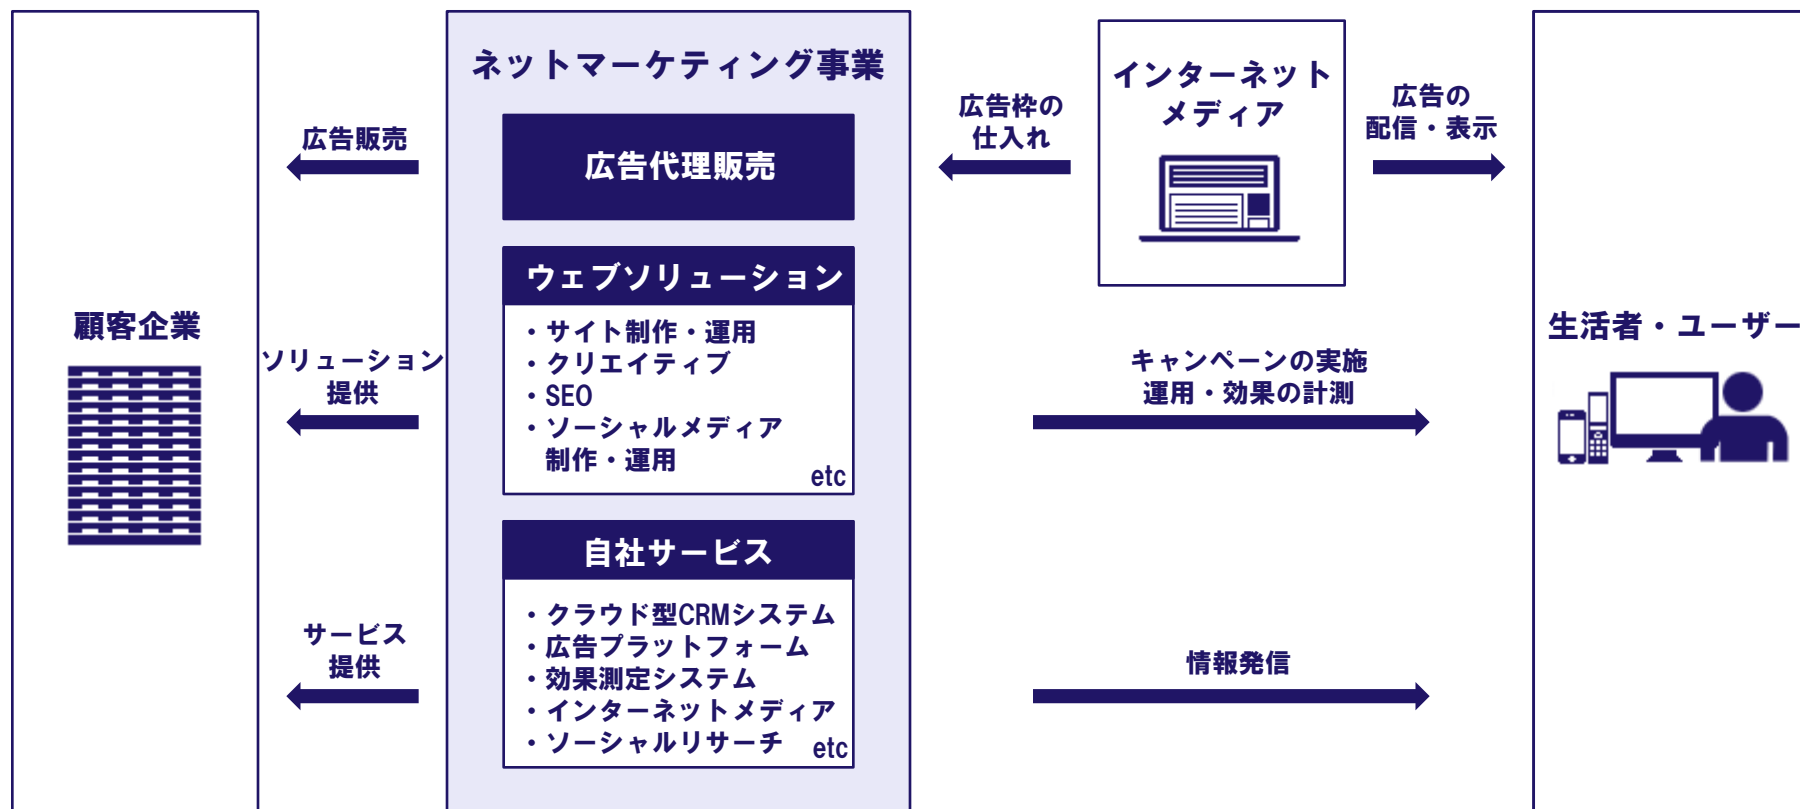 顧客企業
広告販売
ソリューション
提供
サービス
提供
ネットマーケティング事業
広告代理販売
ウェブソリューション
・サイト制作・運用
・クリエイティブ
・SEO
・ソーシャルメディア
制作・運用
etc
自社サービス
・クラウド型CRMシステム
・広告プラットフォーム
・効果測定システム
・インターネットメディア
・ソーシャルリサーチ
etc
広告枠の
仕入れ
インターネット
メディア
広告の
配信・表示
キャンペーンの実施
運用・効果の計測
情報発信
生活者・ユーザー